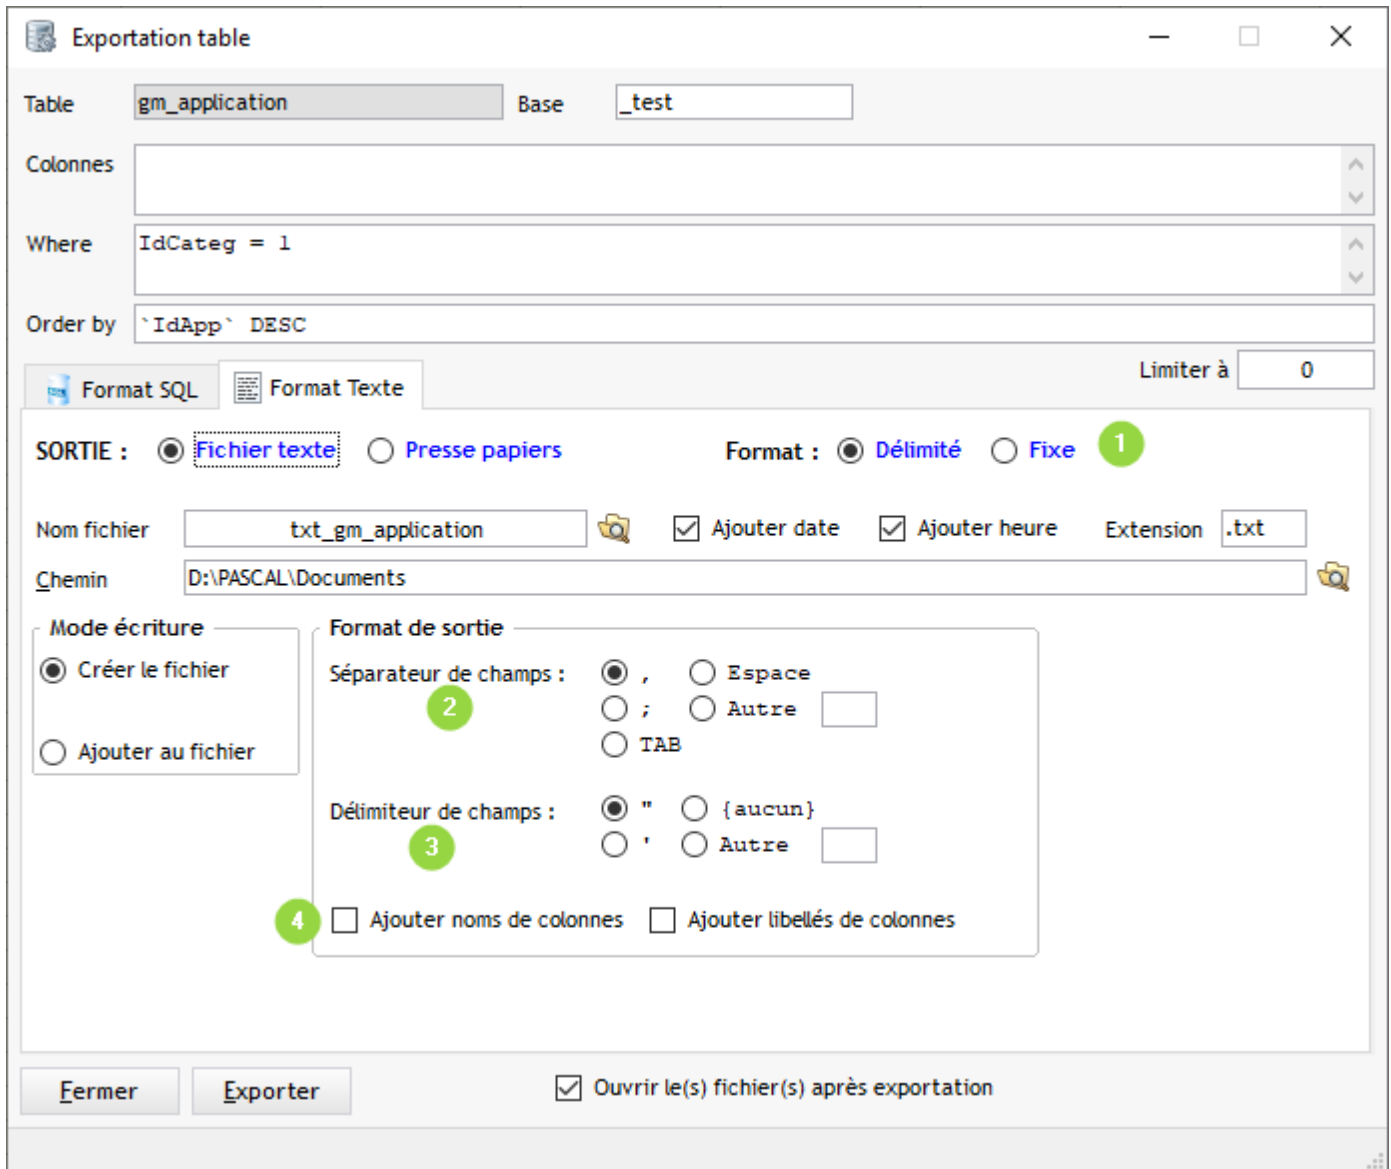 Exportation table
Table gm_application Base _test
Colonnes
Where IdCateg = 1
Order by `IdApp` DESC
Limiter à 0
Format SQL Format Texte
SORTIE : Fichier texte Presse papiers Format : Délimité Fixe 1
Nom fichier txt_gm_application Ajouter date Ajouter heure Extension .txt
Chemin D:\PASCAL\Documents
Mode écriture Format de sortie
Créer le fichier Séparateur de champs : , Espace
2 ; Autre
Ajouter au fichier TAB
Délimiteur de champs : " {aucun}
3 ' Autre
4 Ajouter noms de colonnes Ajouter libellés de colonnes
Fermer Exporter Ouvrir le(s) fichier(s) après exportation